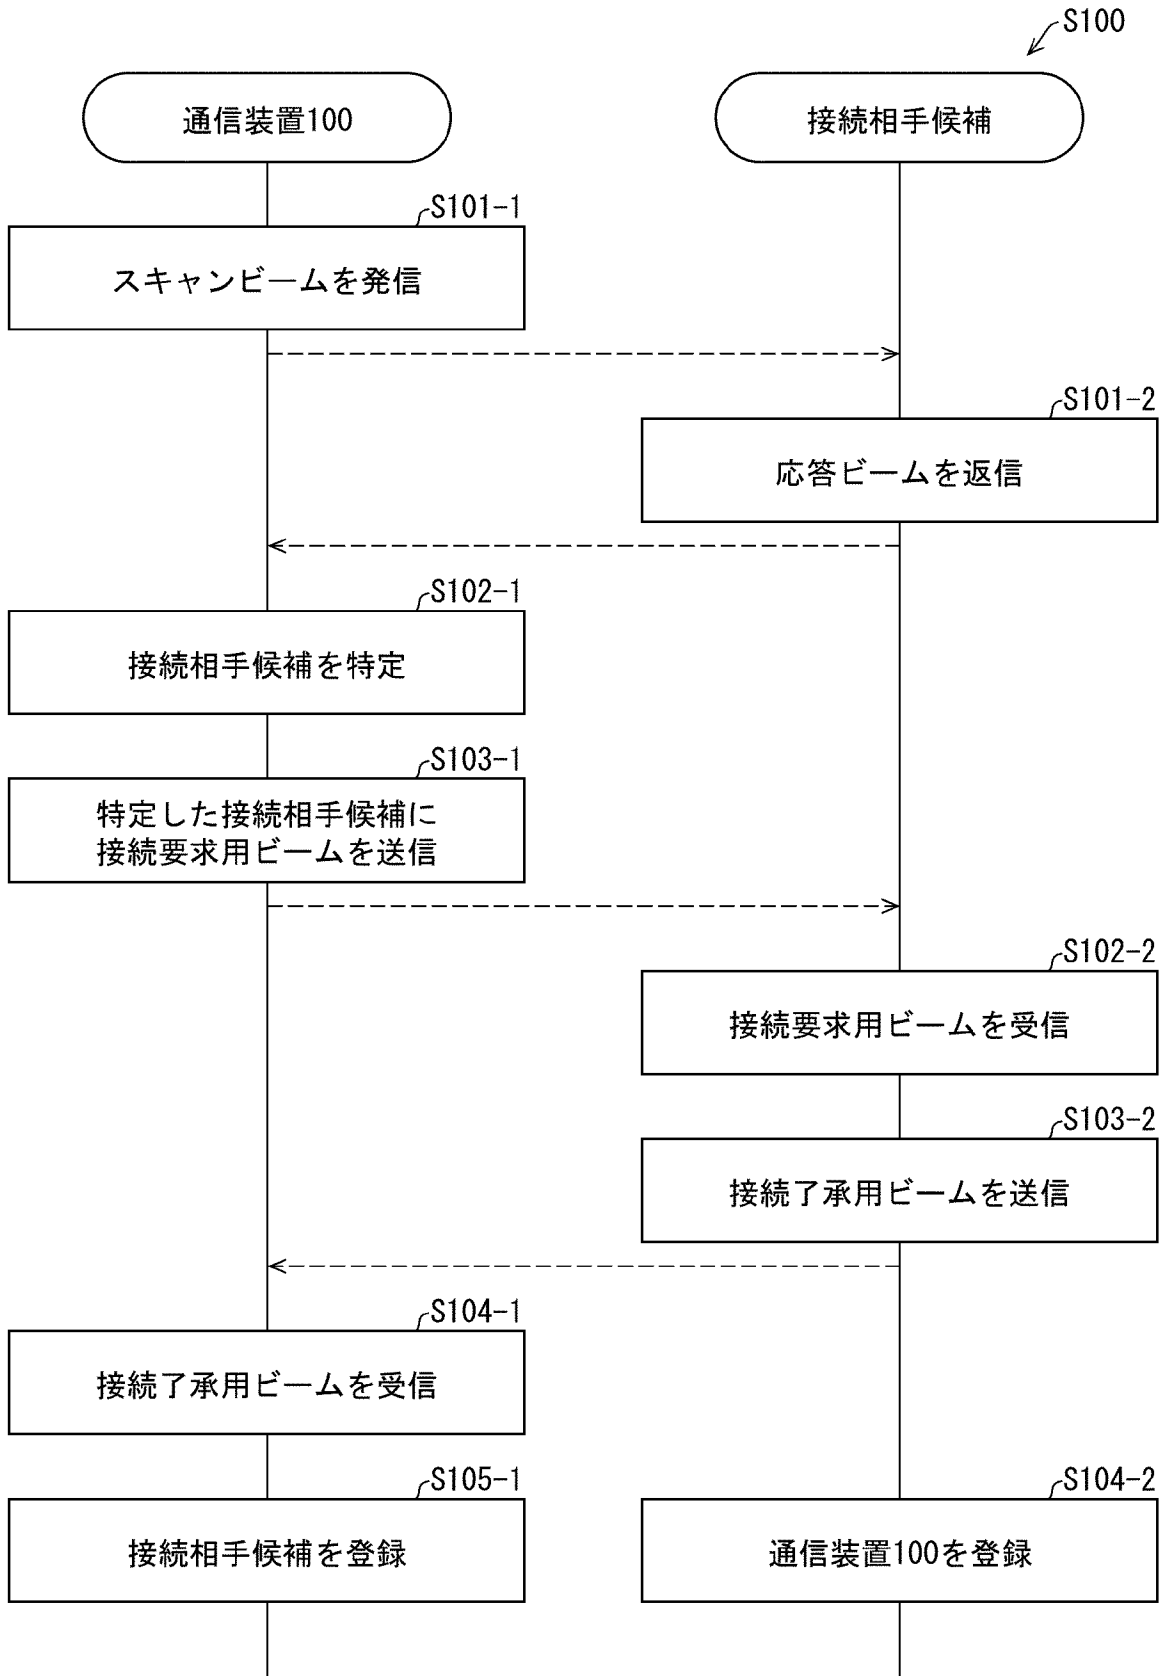 S100
通信装置100
接続相手候補
S101-1
スキャンビームを発信
S101-2
応答ビームを返信
S102-1
接続相手候補を特定
S103-1
特定した接続相手候補に
接続要求用ビームを送信
S102-2
接続要求用ビームを受信
S103-2
接続了承用ビームを送信
S104-1
接続了承用ビームを受信
S105-1
接続相手候補を登録
S104-2
通信装置100を登録